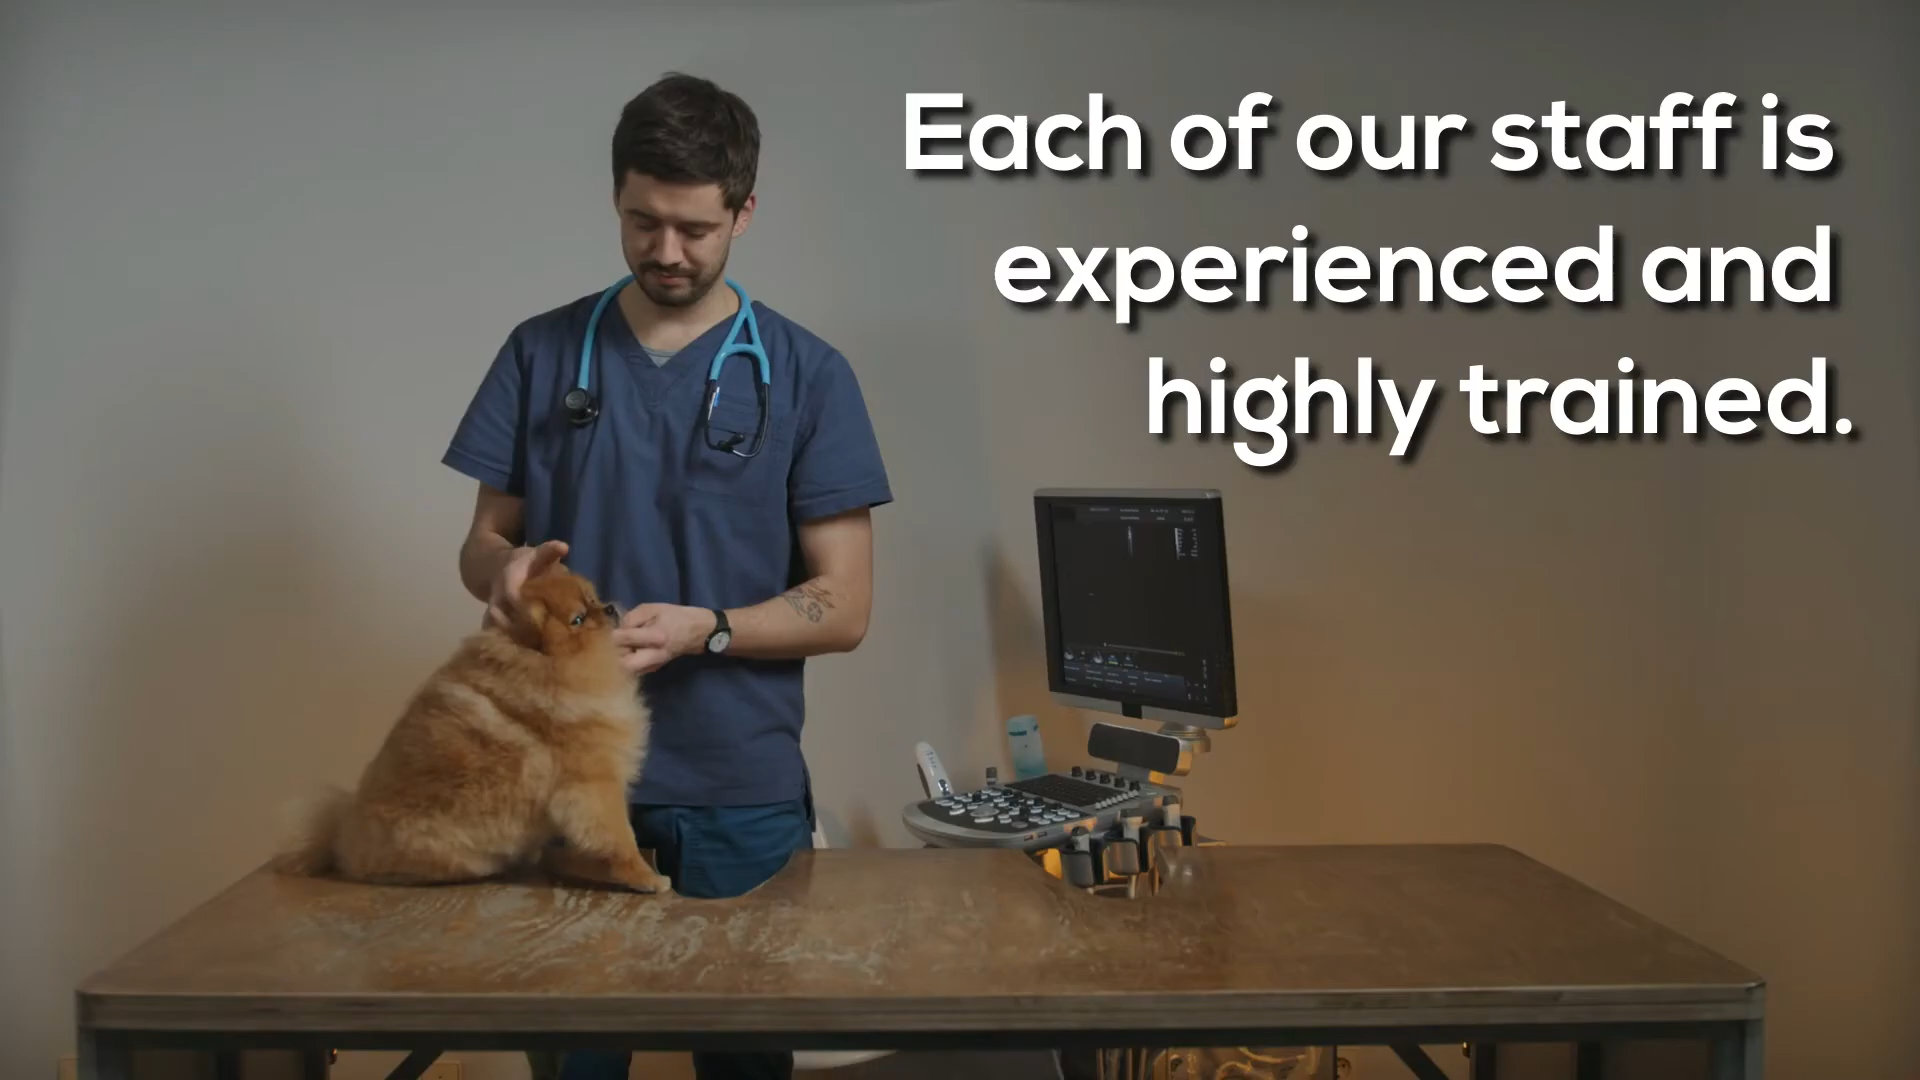 Each of our staff is
experienced and
highly trained.